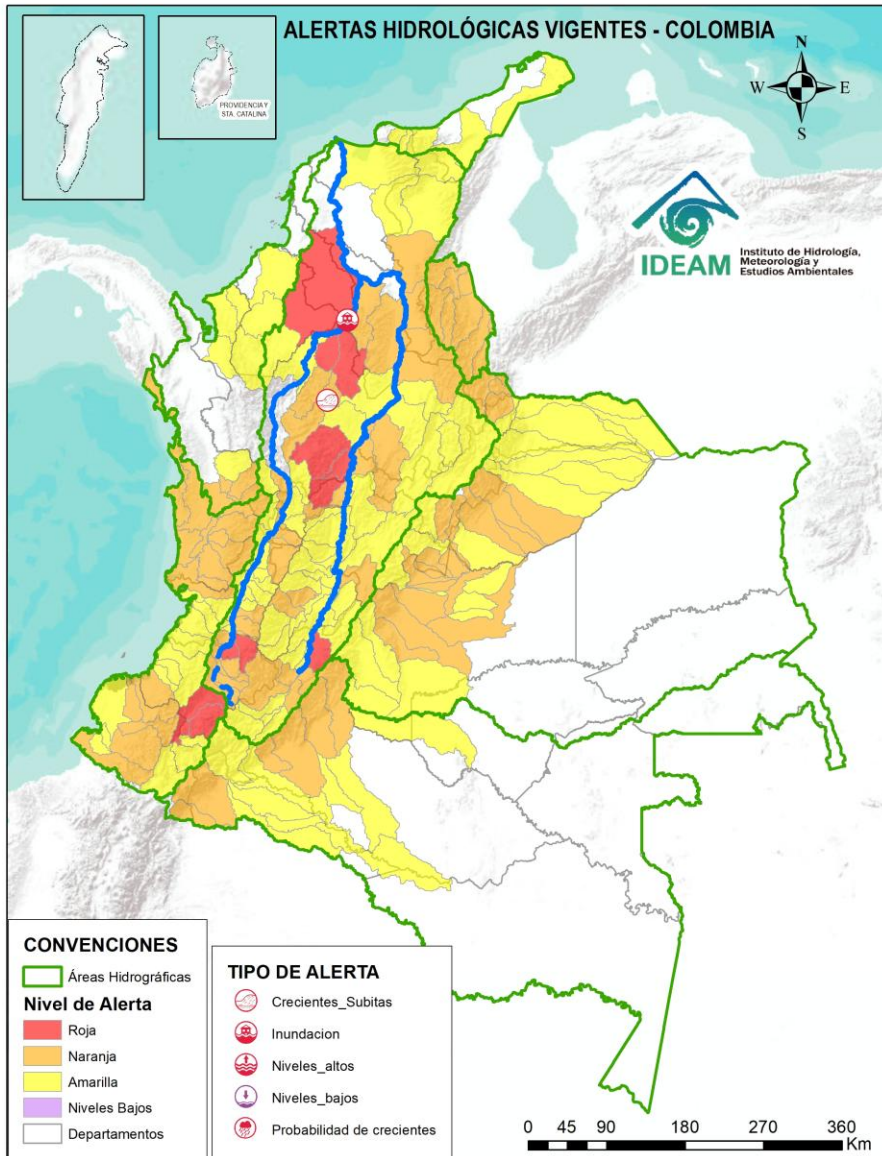 ALERTAS HIDROLÓGICAS VIGENTES - COLOMBIA
PROVIDENCIA Y
STA. CATALINA
N
W
E
S
IDEAM
Instituto de Hidrología,
Meteorología y
Estudios Ambientales
CONVENCIONES
Áreas Hidrográficas
Nivel de Alerta
Roja
Naranja
Amarilla
Niveles Bajos
Departamentos
TIPO DE ALERTA
Crecientes_Subitas
Inundacion
Niveles_altos
Niveles_bajos
Probabilidad de crecientes
0 45 90 180 270 360
Km